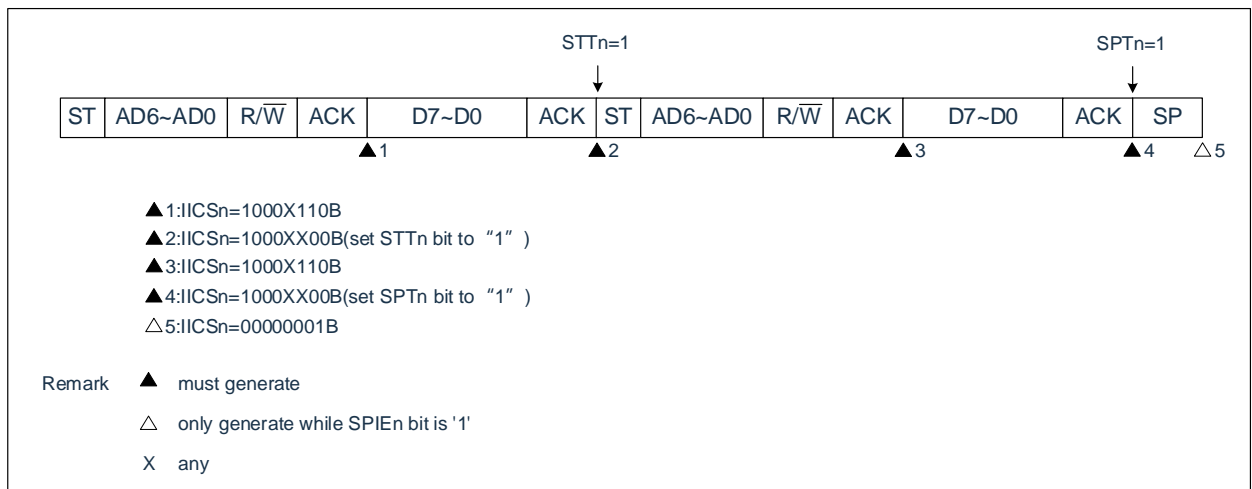 STTn=1 SPTn=1
ST AD6~AD0 R/W̅ ACK D7~D0 ACK ST AD6~AD0 R/W̅ ACK D7~D0 ACK SP
▲1 ▲2 ▲3 ▲4 △5
▲1:IICSn=1000X110B
▲2:IICSn=1000XX00B(set STTn bit to “1” )
▲3:IICSn=1000X110B
▲4:IICSn=1000XX00B(set SPTn bit to “1” )
△5:IICSn=00000001B
Remark ▲ must generate
△ only generate while SPIEn bit is '1'
X any